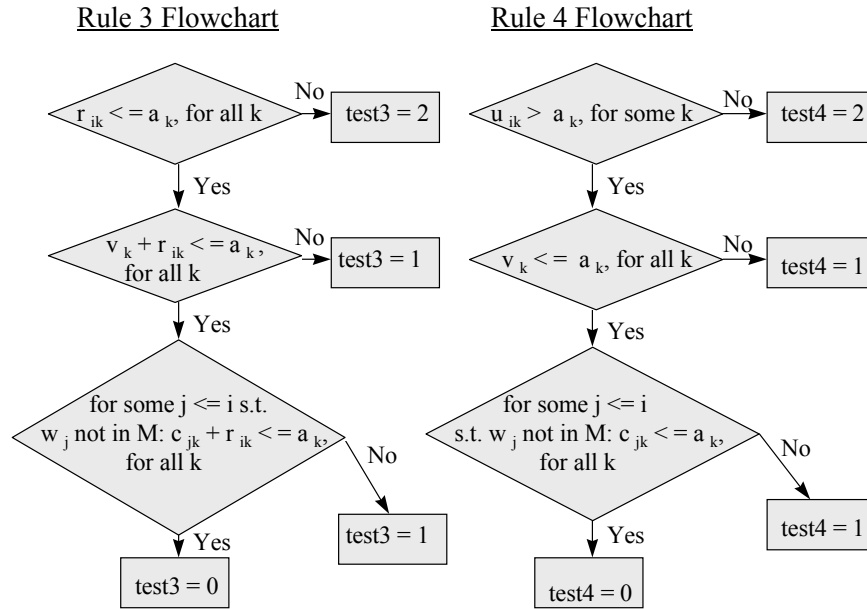 Rule 3 Flowchart
r ik <= a k, for all k
No
test3 = 2
Yes
v k + r ik <= a k,
for all k
No
test3 = 1
Yes
for some j <= i s.t.
w j not in M: c jk + r ik <= a k,
for all k
No
test3 = 1
Yes
test3 = 0
Rule 4 Flowchart
u ik > a k, for some k
No
test4 = 2
Yes
v k <= a k, for all k
No
test4 = 1
Yes
for some j <= i
s.t. w j not in M: c jk <= a k,
for all k
No
test4 = 1
Yes
test4 = 0